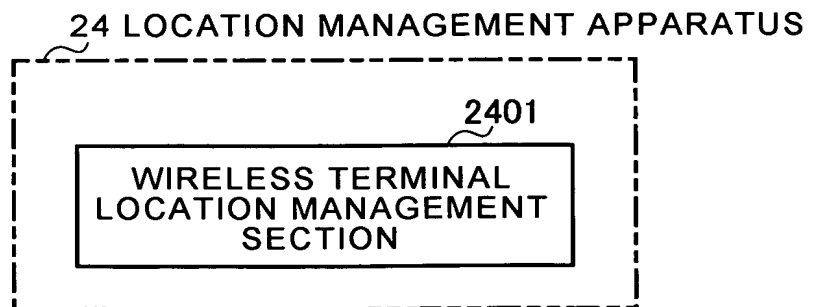 24 LOCATION MANAGEMENT APPARATUS
2401
WIRELESS TERMINAL
LOCATION MANAGEMENT
SECTION